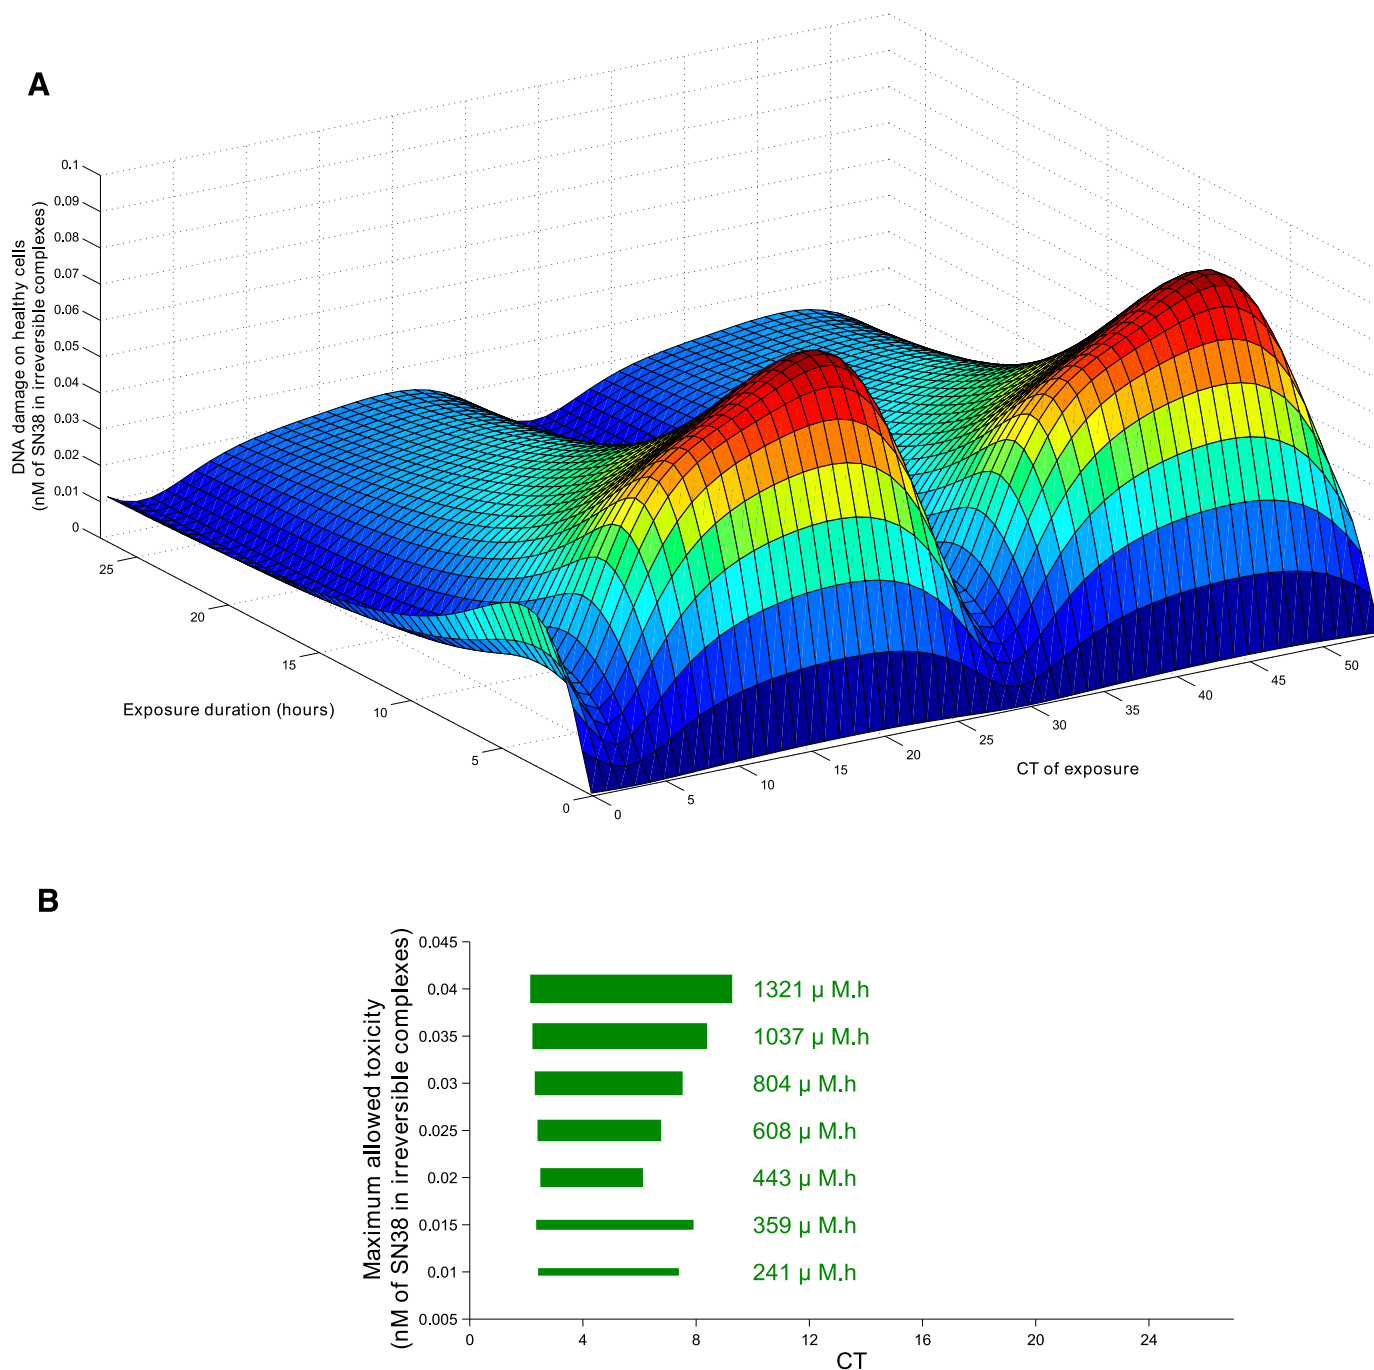 A
0.1
0.09
0.08
0.07
0.06
0.05
0.04
0.03
0.02
0.01
0
DNA damage on healthy cells
(nM of SN38 in irreversible complexes)
25
20
15
10
5
0
Exposure duration (hours)
0
5
10
15
20
25
30
35
40
45
50
CT of exposure
B
Maximum allowed toxicity
(nM of SN38 in irreversible complexes)
0.045
0.04
0.035
0.03
0.025
0.02
0.015
0.01
0.005
1321 µ M.h
1037 µ M.h
804 µ M.h
608 µ M.h
443 µ M.h
359 µ M.h
241 µ M.h
0
4
8
12
16
20
24
CT